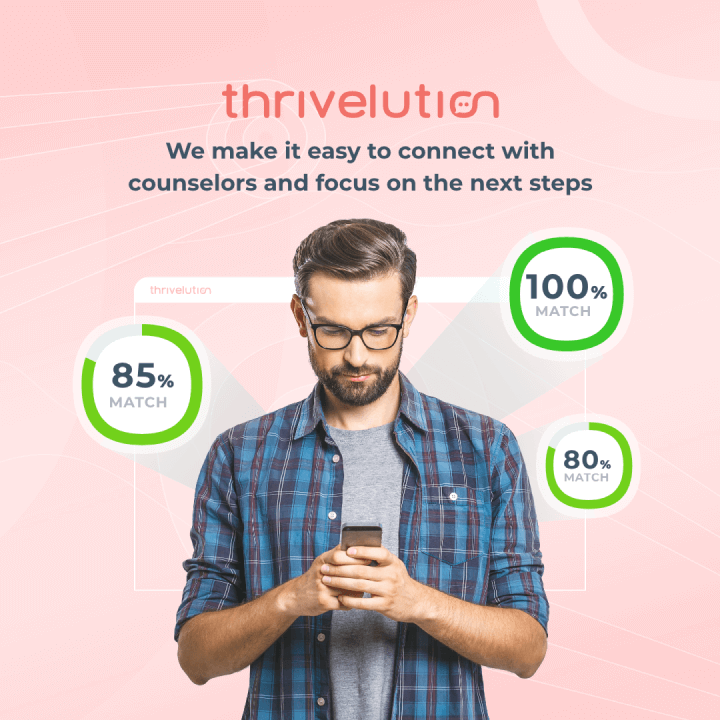 thrivelution
We make it easy to connect with
counselors and focus on the next steps
thrivelution
100%
MATCH
85%
MATCH
80%
MATCH